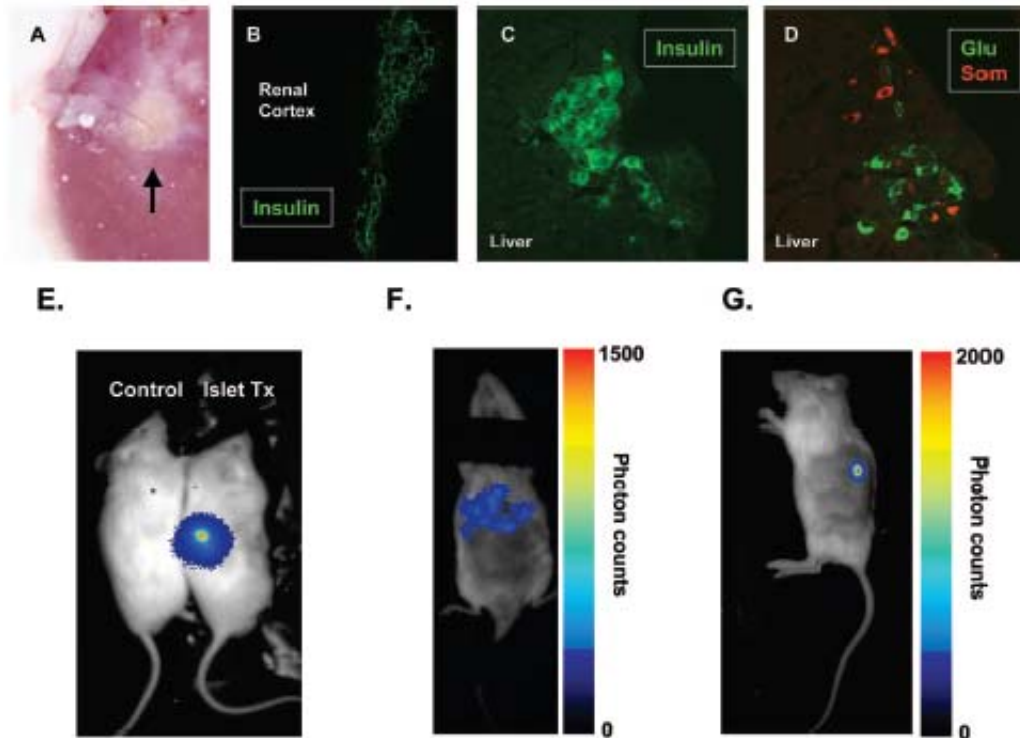 A
B
Renal
Cortex
Insulin
C
Insulin
Liver
D
Glu
Som
Liver
E.
Control Islet Tx
F.
1500
Photon counts
0
G.
2000
Photon counts
0